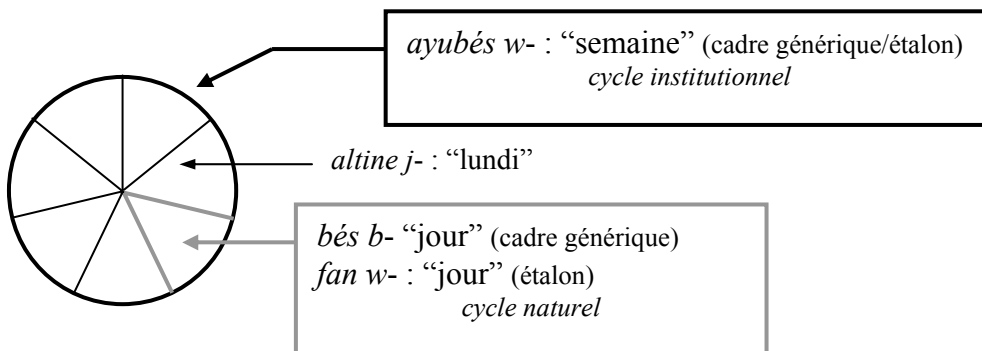 ayubés w- : “semaine” (cadre générique/étalon)
cycle institutionnel
altine j- : “lundi”
bés b- “jour” (cadre générique)
fan w- : “jour” (étalon)
cycle naturel